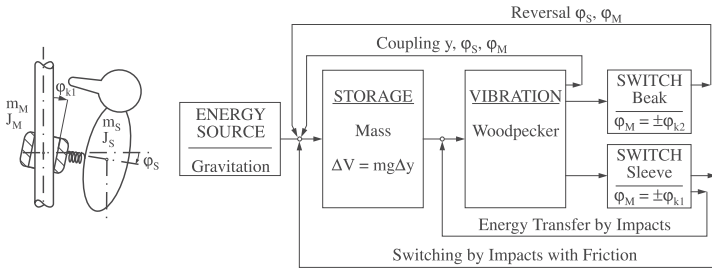 Reversal φS, φM
Coupling y, φS, φM
φk1
mM
JM
mS
JS
φS
ENERGY
SOURCE
Gravitation
STORAGE
Mass
ΔV = mgΔy
VIBRATION
Woodpecker
SWITCH
Beak
φM = ±φk2
SWITCH
Sleeve
φM = ±φk1
Energy Transfer by Impacts
Switching by Impacts with Friction